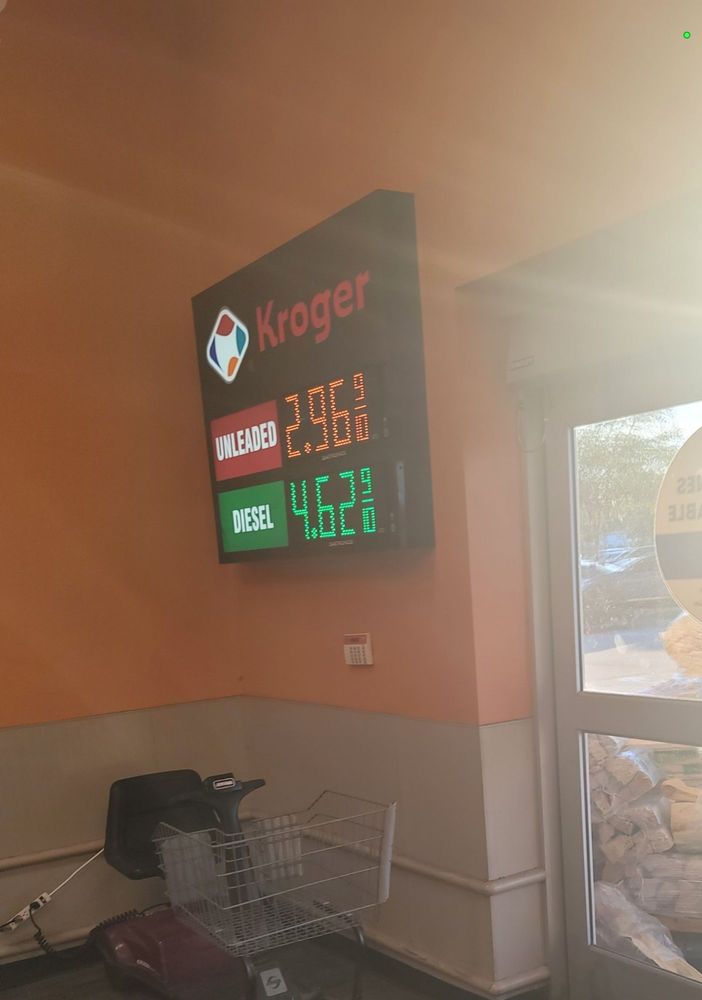 Kroger
UNLEADED 2.96 9/10
DIESEL 4.62 9/10